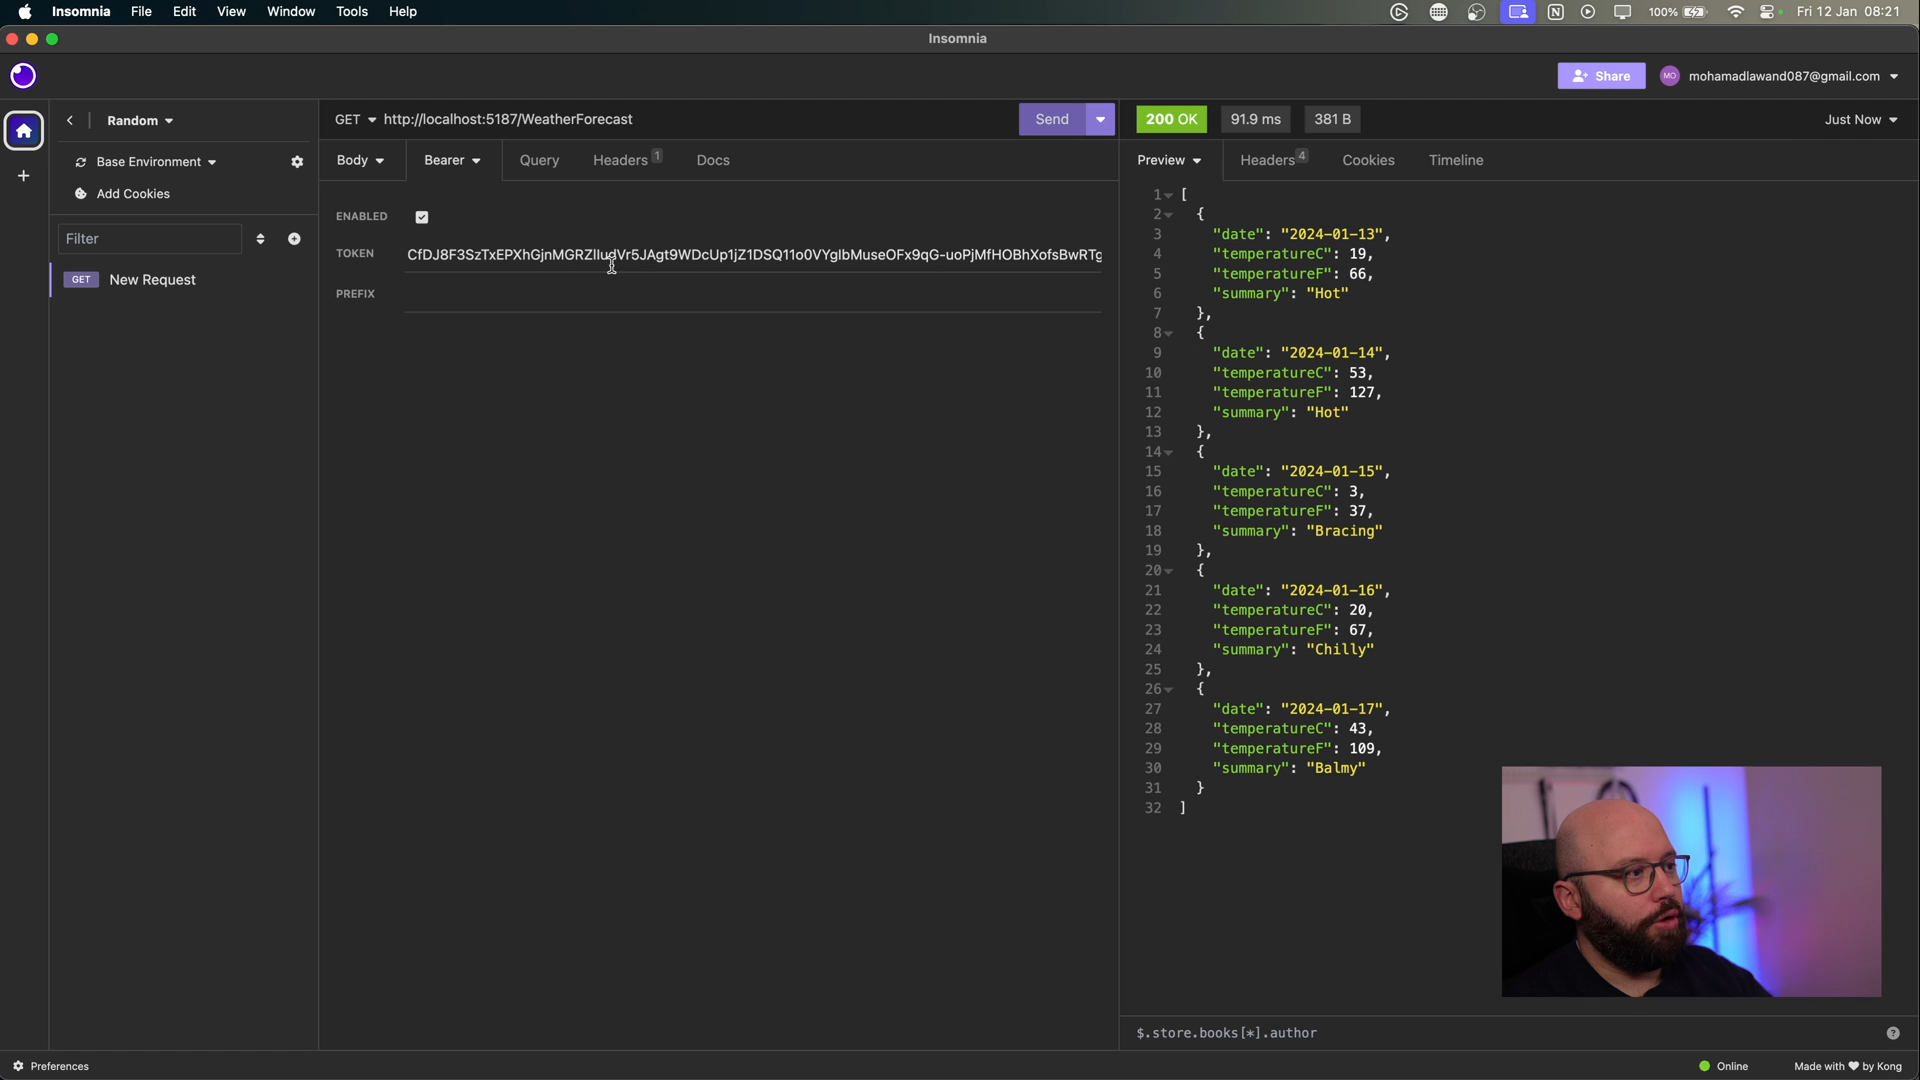 Insomnia File Edit View Window Tools Help
100% Fri 12 Jan 08:21
Insomnia
Share MO mohamadlawand087@gmail.com
Random
GET http://localhost:5187/WeatherForecast Send
200 OK 91.9 ms 381 B Just Now
Base Environment
Add Cookies
Body Bearer Query Headers 1 Docs
Preview Headers 4 Cookies Timeline
Filter
GET New Request
ENABLED
TOKEN
PREFIX
1 [
2 {
3 "date": "2024-01-13",
4 "temperatureC": 19,
5 "temperatureF": 66,
6 "summary": "Hot"
7 },
8 {
9 "date": "2024-01-14",
10 "temperatureC": 53,
11 "temperatureF": 127,
12 "summary": "Hot"
13 },
14 {
15 "date": "2024-01-15",
16 "temperatureC": 3,
17 "temperatureF": 37,
18 "summary": "Bracing"
19 },
20 {
21 "date": "2024-01-16",
22 "temperatureC": 20,
23 "temperatureF": 67,
24 "summary": "Chilly"
25 },
26 {
27 "date": "2024-01-17",
28 "temperatureC": 43,
29 "temperatureF": 109,
30 "summary": "Balmy"
31 }
32 ]
$.store.books[*].author
Preferences
Online Made with ♥ by Kong